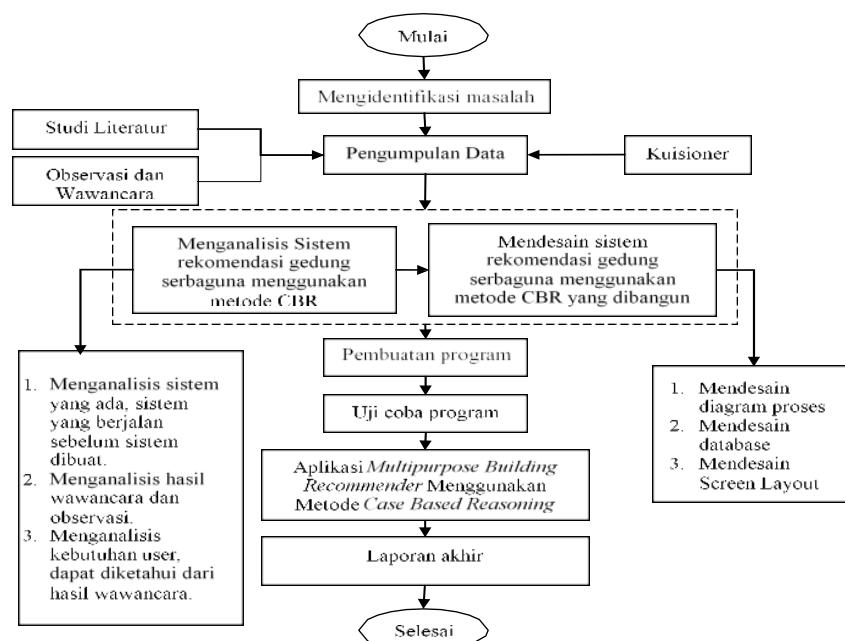 Mulai
Mengidentifikasi masalah
Studi Literatur
Pengumpulan Data
Kuisioner
Observasi dan
Wawancara
Menganalisis Sistem
rekomendasi gedung
serbaguna menggunakan
metode CBR
Mendesain sistem
rekomendasi gedung
serbaguna menggunakan
metode CBR yang dibangun
Pembuatan program
Uji coba program
1. Menganalisis sistem
yang ada, sistem
yang berjalan
sebelum sistem
dibuat.
2. Menganalisis hasil
wawancara dan
observasi.
3. Menganalisis
kebutuhan user,
dapat diketahui dari
hasil wawancara.
1. Mendesain
diagram proses
2. Mendesain
database
3. Mendesain
Screen Layout
Aplikasi Multipurpose Building
Recommender Menggunakan
Metode Case Based Reasoning
Laporan akhir
Selesai